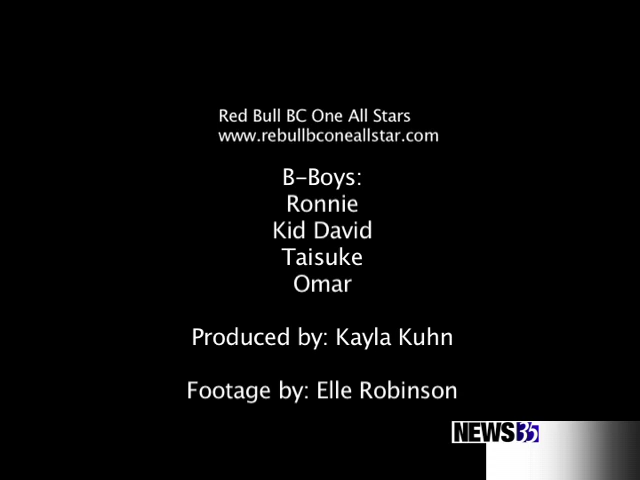 Red Bull BC One All Stars
www.rebullbconeallstar.com
B-Boys:
Ronnie
Kid David
Taisuke
Omar
Produced by: Kayla Kuhn
Footage by: Elle Robinson
NEWS35